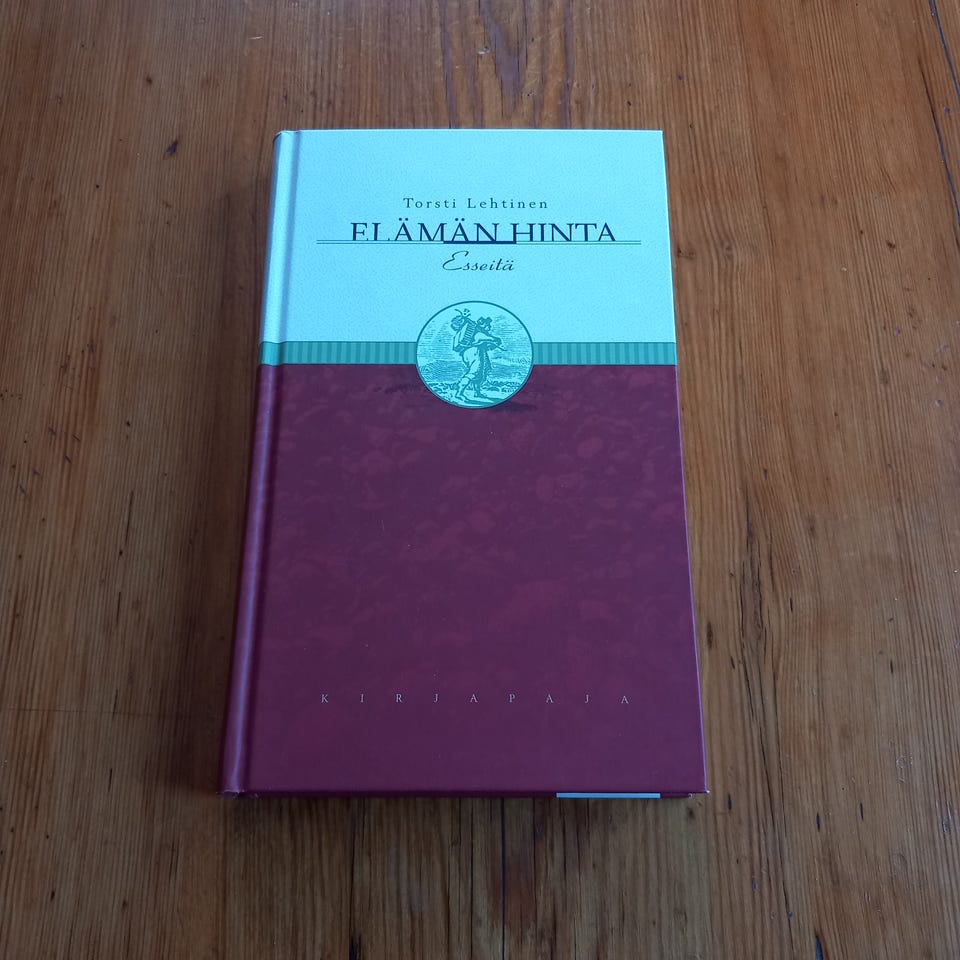 Torsti Lehtinen
ELÄMÄN HINTA
Esseitä
KIRJAPAJA